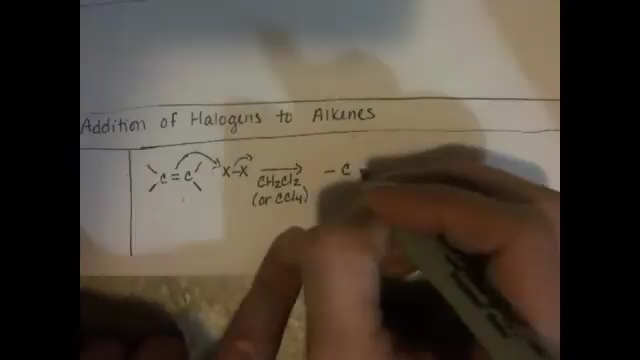 Addition of Halogens to Alkenes
C=C X-X → - C
CH2Cl2
(or CCl4)